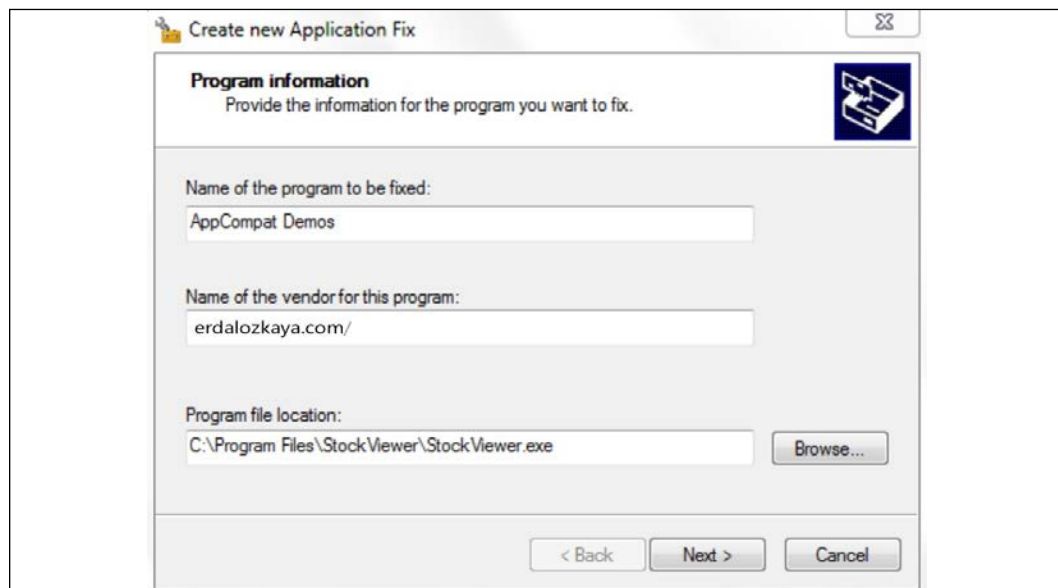 Create new Application Fix
Program information
Provide the information for the program you want to fix.
Name of the program to be fixed:
AppCompat Demos
Name of the vendor for this program:
erdalozkaya.com/
Program file location:
C:\Program Files\StockViewer\StockViewer.exe
Browse...
< Back
Next >
Cancel